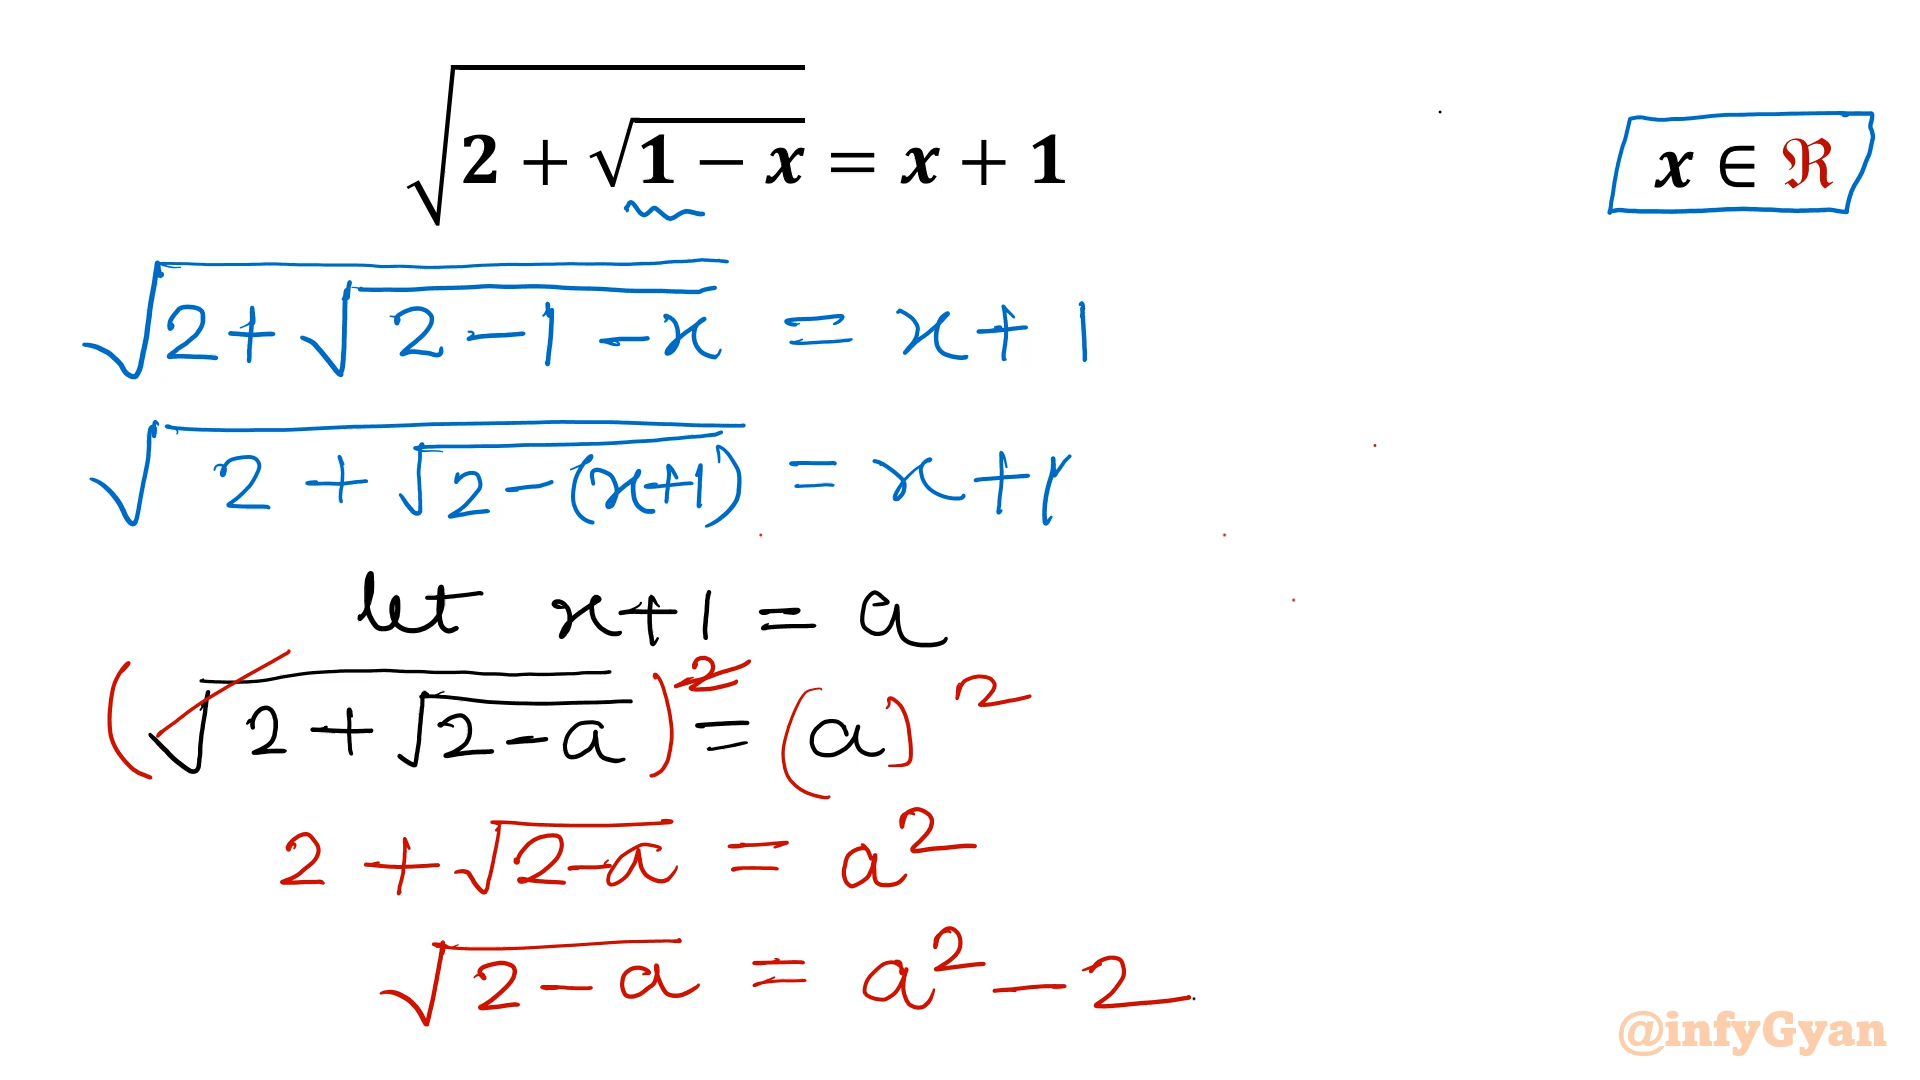 √(2 + √(1 − x)) = x + 1
x ∈ ℜ
√(2 + √(2 − 1 − x)) = x + 1
√(2 + √(2 − (x + 1))) = x + 1
let x + 1 = a
(√(2 + √(2 − a)))² = (a)²
2 + √(2 − a) = a²
√(2 − a) = a² − 2
@infyGyan